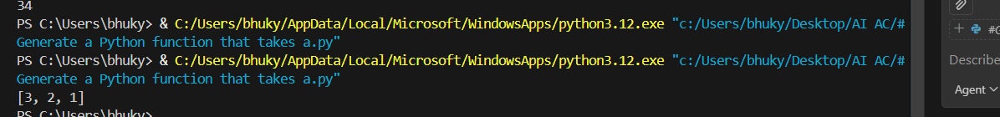 34
PS C:\Users\bhuky> & C:/Users/bhuky/AppData/Local/Microsoft/WindowsApps/python3.12.exe "c:/Users/bhuky/Desktop/AI AC/#
Generate a Python function that takes a.py"
PS C:\Users\bhuky> & C:/Users/bhuky/AppData/Local/Microsoft/WindowsApps/python3.12.exe "c:/Users/bhuky/Desktop/AI AC/#
Generate a Python function that takes a.py"
[3, 2, 1]
PS C:\Users\bhuky>
+ #G
Describe
Agent